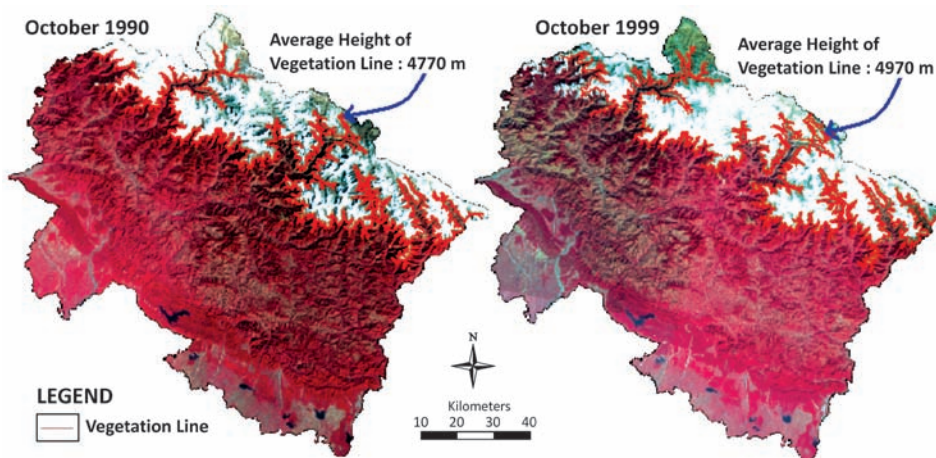 October 1990
Average Height of
Vegetation Line : 4770 m
October 1999
Average Height of
Vegetation Line : 4970 m
LEGEND
Vegetation Line
N
Kilometers
10 20 30 40